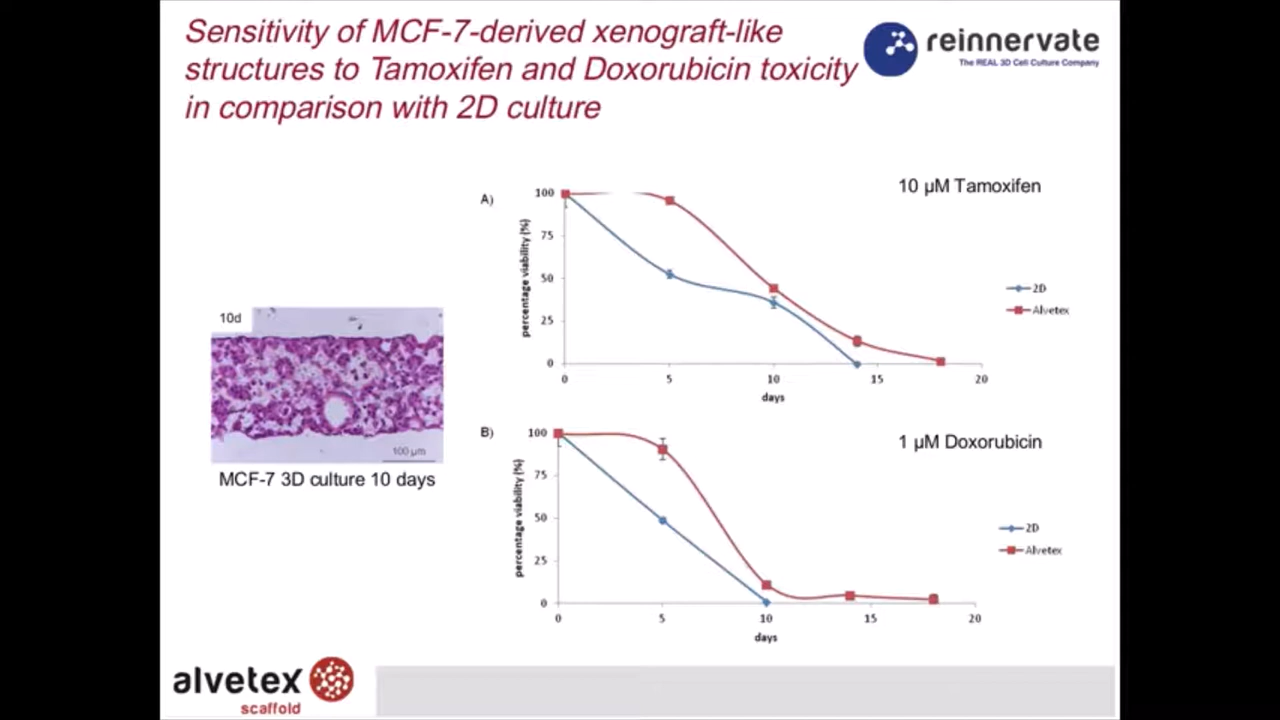 Sensitivity of MCF-7-derived xenograft-like
structures to Tamoxifen and Doxorubicin toxicity
in comparison with 2D culture
reinnervate
The REAL 3D Cell Culture Company
A)
10 µM Tamoxifen
percentage viability (%)
100
75
50
25
0
0 5 10 15 20
days
2D
Alvetex
10d
100 µm
MCF-7 3D culture 10 days
B)
1 µM Doxorubicin
percentage viability (%)
100
75
50
25
0
0 5 10 15 20
days
2D
Alvetex
alvetex
scaffold